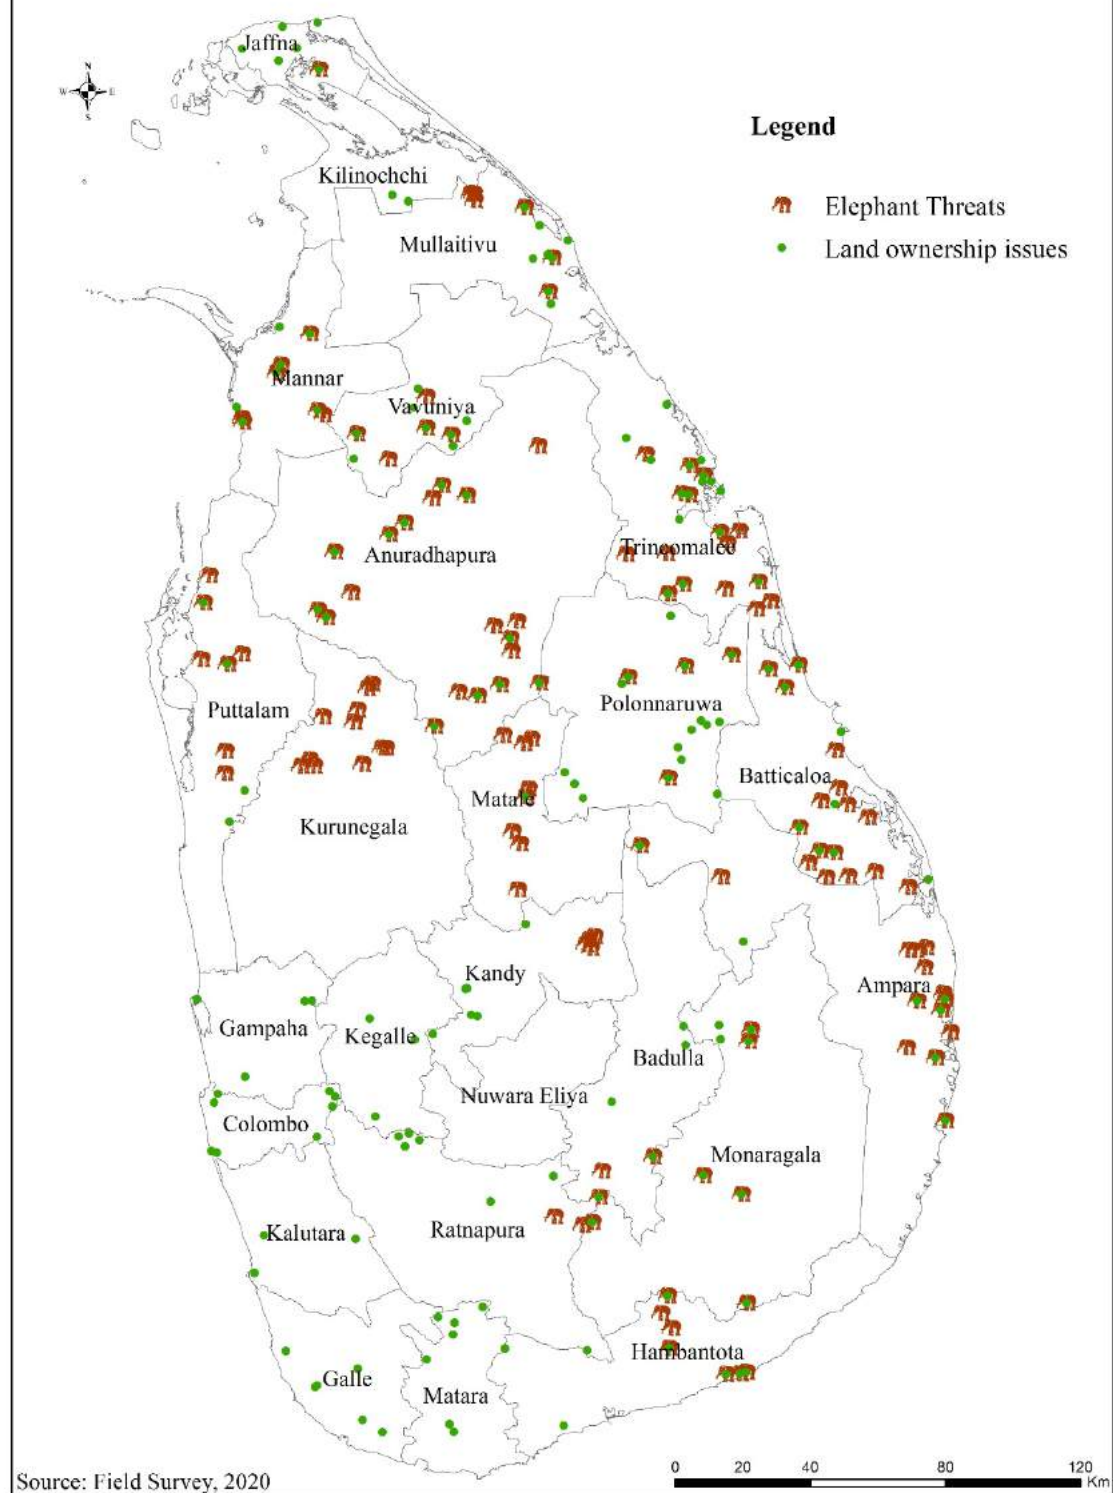 Jaffna
N
W E
S
Legend
Kilinochchi
Elephant Threats
Mullaitivu
Land ownership issues
Mannar
Vavuniya
Anuradhapura
Trincomalee
Puttalam
Polonnaruwa
Batticaloa
Matale
Kurunegala
Kandy
Ampara
Gampaha
Kegalle
Badulla
Nuwara Eliya
Colombo
Monaragala
Ratnapura
Kalutara
Hambantota
Galle
Matara
0 20 40 80 120
Km
Source: Field Survey, 2020